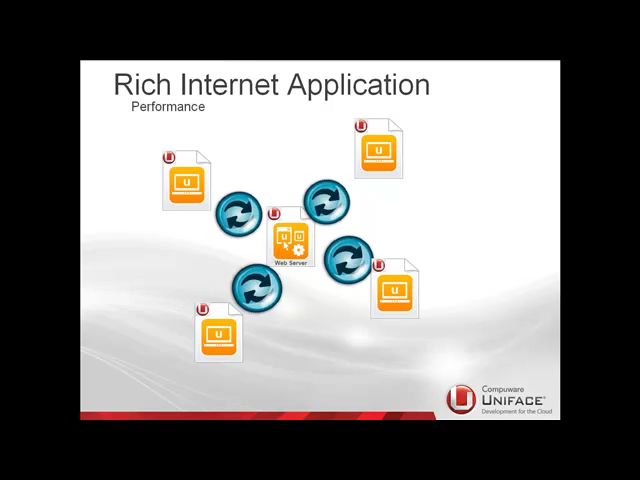 Rich Internet Application
Performance
U
U
U U
Web Server
U
U
Compuware
UNIFACE
Development for the Cloud